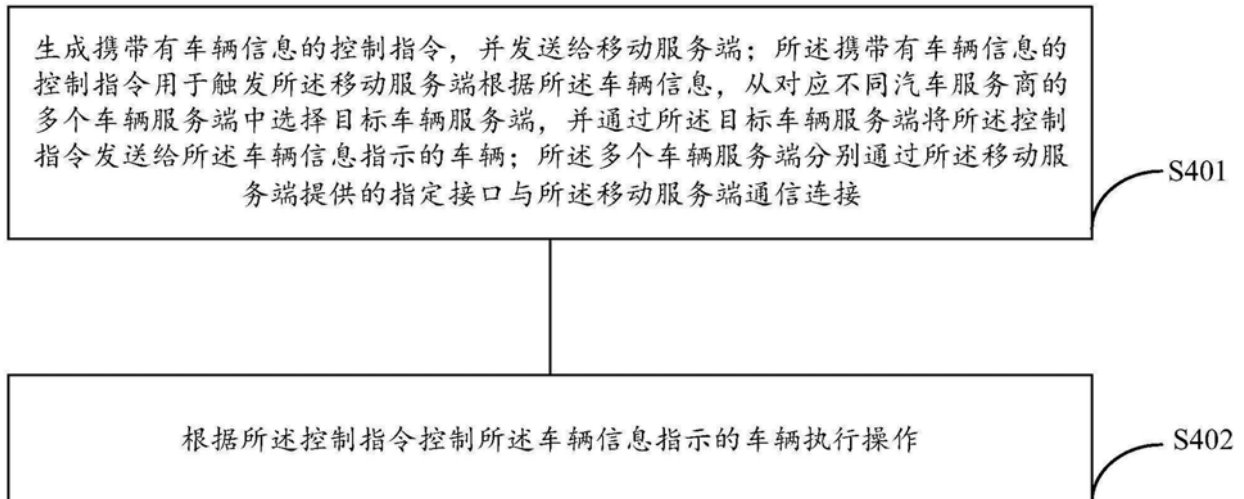 生成携带有车辆信息的控制指令，并发送给移动服务端；所述携带有车辆信息的
控制指令用于触发所述移动服务端根据所述车辆信息，从对应不同汽车服务商的
多个车辆服务端中选择目标车辆服务端，并通过所述目标车辆服务端将所述控制
指令发送给所述车辆信息指示的车辆；所述多个车辆服务端分别通过所述移动服
务端提供的指定接口与所述移动服务端通信连接
S401
根据所述控制指令控制所述车辆信息指示的车辆执行操作
S402